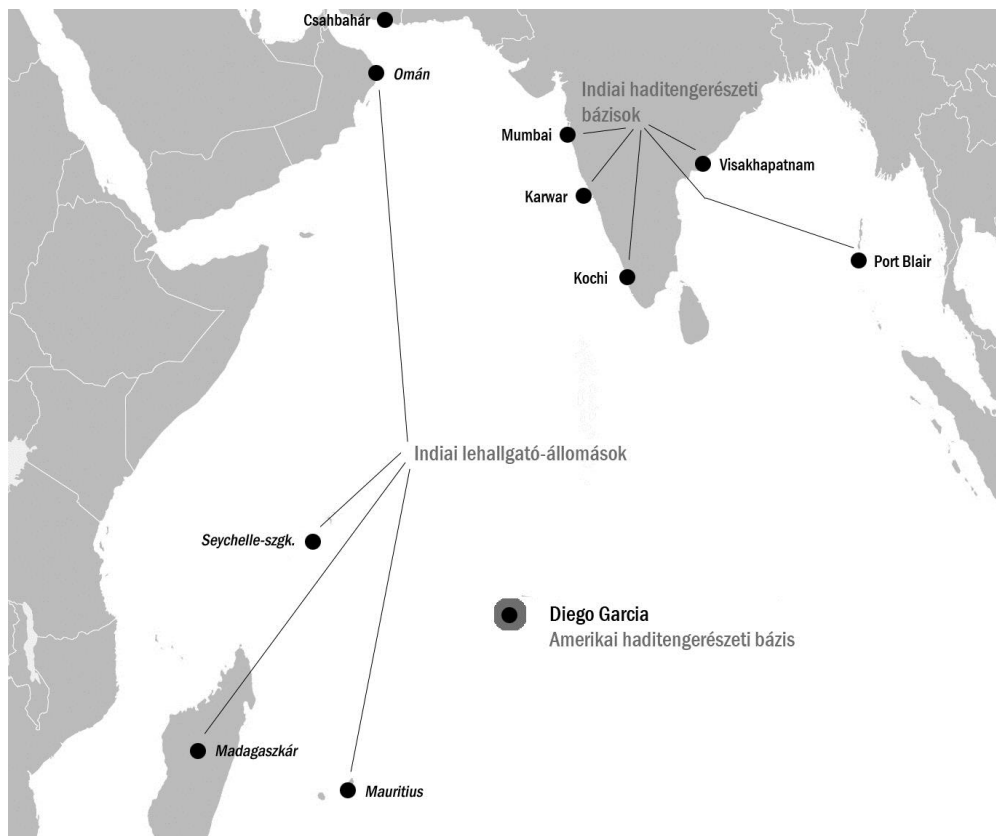 Csahbahár
Omán
Indiai haditengerészeti
bázisok
Mumbai
Visakhapatnam
Karwar
Port Blair
Kochi
Indiai lehallgató-állomások
Seychelle-szgk.
Diego Garcia
Amerikai haditengerészeti bázis
Madagaszkár
Mauritius